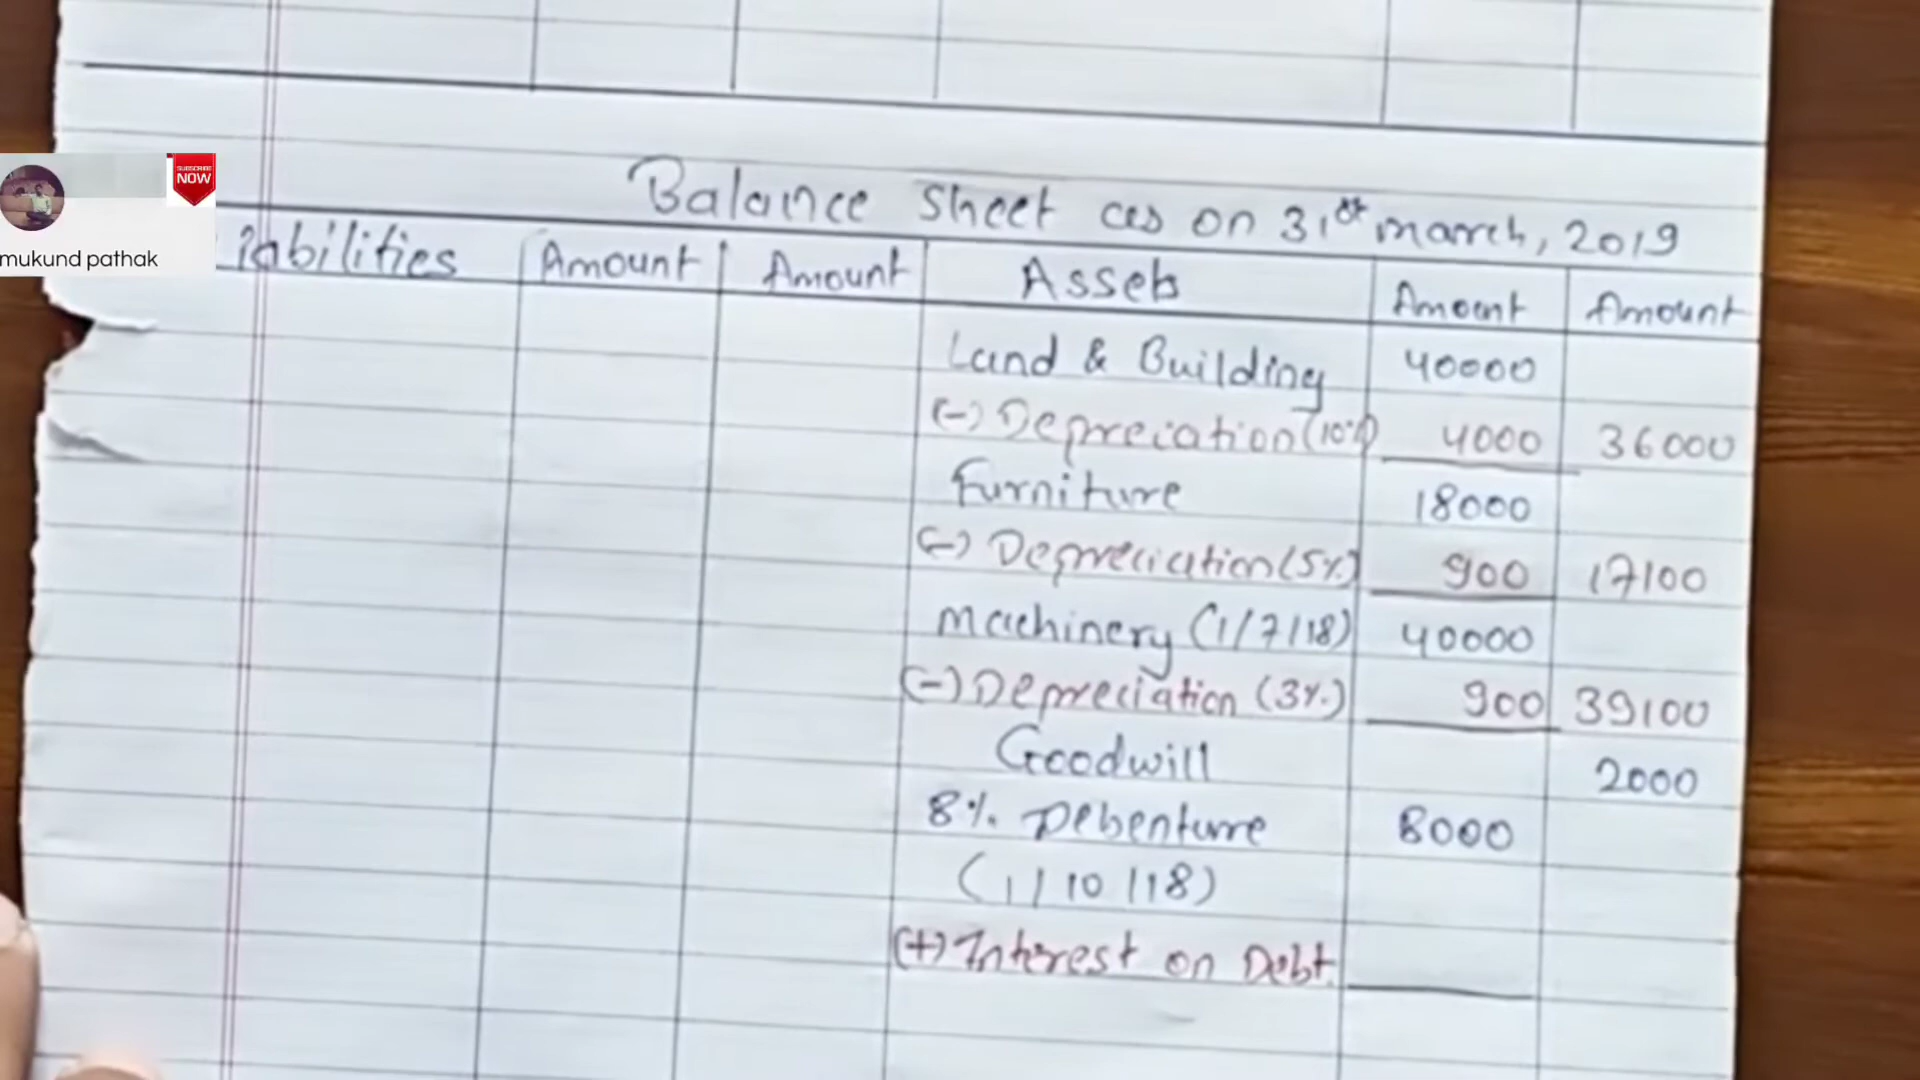 Balance sheet as on 31st march, 2019
SUBSCRIBE
NOW
mukund pathak
iabilities Amount Amount Assets Amount Amount
Land & Building 40000
(-) Depreciation (10%) 4000 36000
Furniture 18000
(-) Depreciation (5%) 900 17100
Machinery (1/7/18) 40000
(-) Depreciation (3%) 900 39100
Goodwill 2000
8% Debenture 8000
(1/10/18)
(+) Interest on Debt.